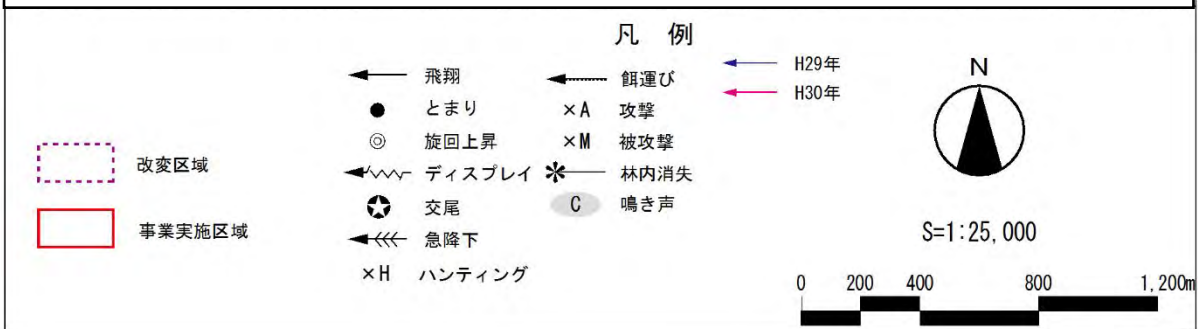 凡 例
改変区域
事業実施区域
飛翔
とまり
旋回上昇
ディスプレイ
交尾
急降下
×H ハンティング
餌運び
×A 攻撃
×M 被攻撃
林内消失
C 鳴き声
H29年
H30年
N
S=1:25,000
0 200 400 800 1,200m